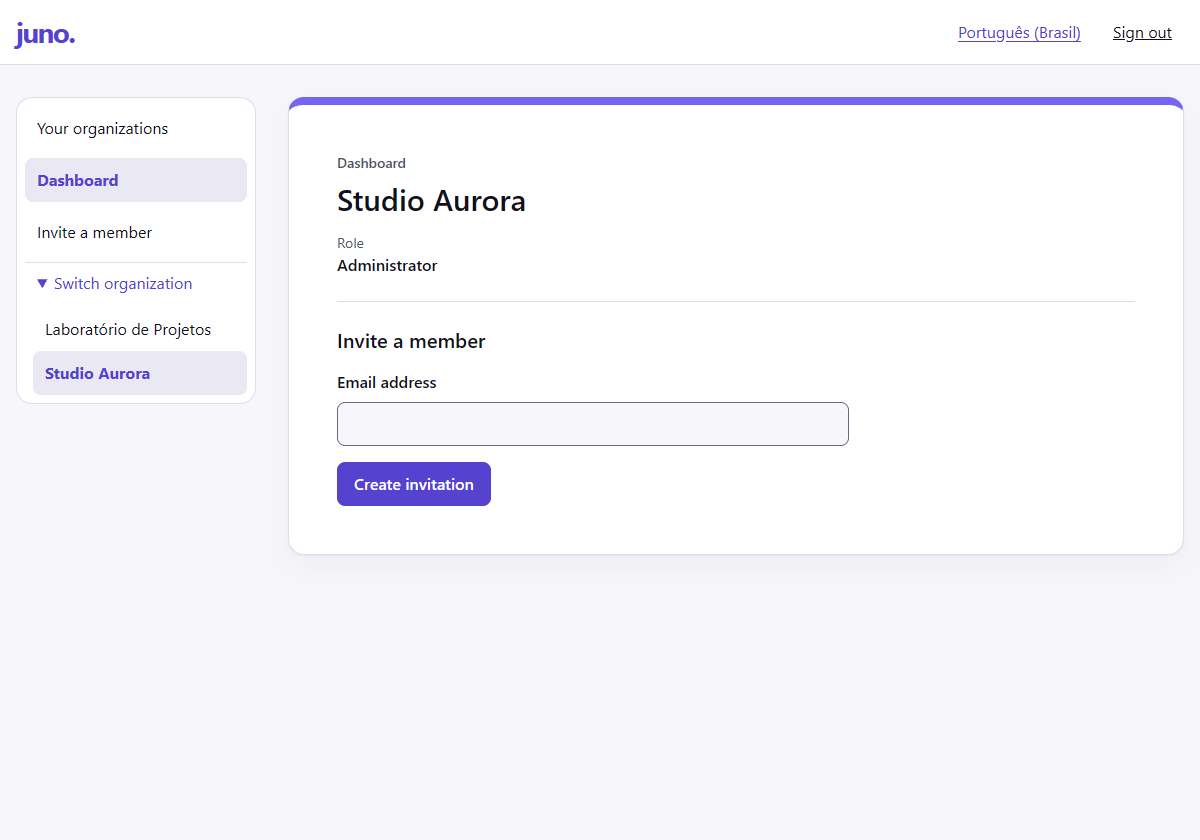 juno.
Português (Brasil)
Sign out
Your organizations
Dashboard
Invite a member
▼ Switch organization
Laboratório de Projetos
Studio Aurora
Dashboard
Studio Aurora
Role
Administrator
Invite a member
Email address
Create invitation